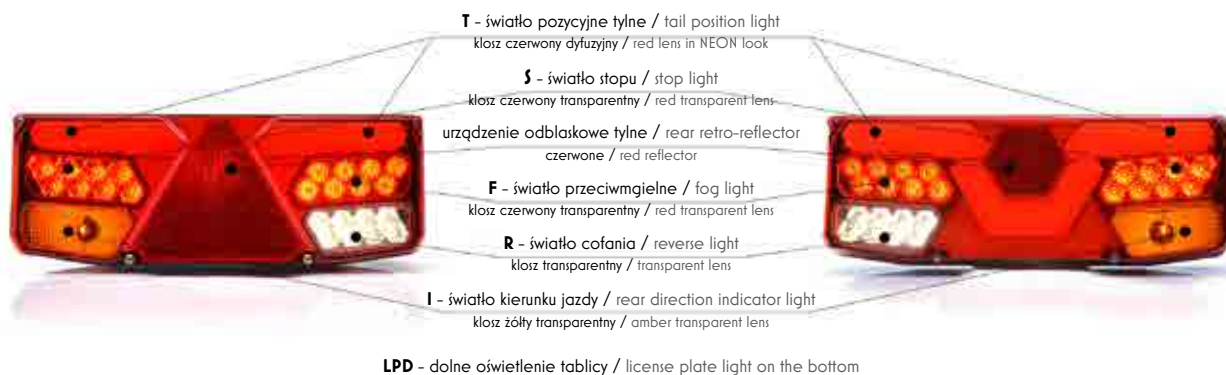 T - światło pozycyjne tylne / tail position light
klosz czerwony dyfuzyjny / red lens in NEON look
S - światło stopu / stop light
klosz czerwony transparentny / red transparent lens
urządzenie odblaskowe tylne / rear retro-reflector
czerwone / red reflector
F - światło przeciwmgielne / fog light
klosz czerwony transparentny / red transparent lens
R - światło cofania / reverse light
klosz transparentny / transparent lens
I - światło kierunku jazdy / rear direction indicator light
klosz żółty transparentny / amber transparent lens
LPD - dolne oświetlenie tablicy / license plate light on the bottom